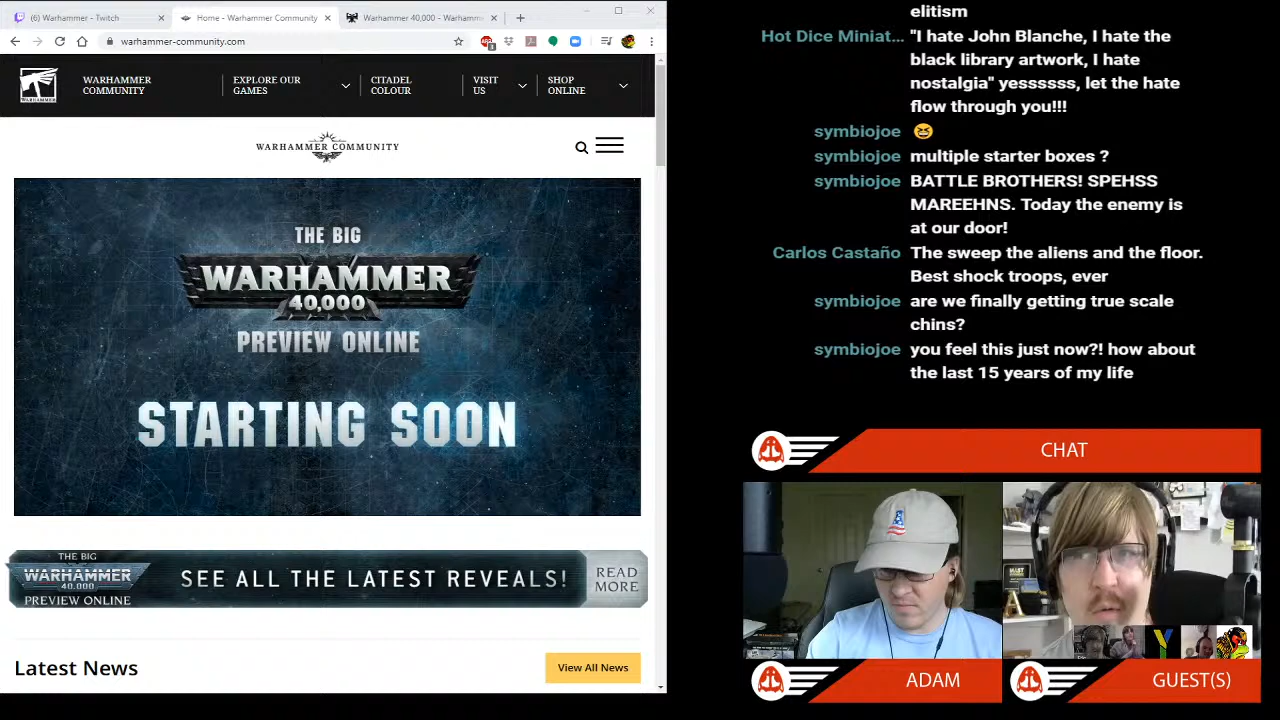 (6) Warhammer - Twitch
Home - Warhammer Community
Warhammer 40,000 - Warhamm
warhammer-community.com
WARHAMMER COMMUNITY
EXPLORE OUR GAMES
CITADEL COLOUR
VISIT US
SHOP ONLINE
WARHAMMER
WARHAMMER COMMUNITY
THE BIG
WARHAMMER
40,000
PREVIEW ONLINE
STARTING SOON
THE BIG
WARHAMMER
40,000
PREVIEW ONLINE
SEE ALL THE LATEST REVEALS!
READ MORE
Latest News
View All News
elitism
Hot Dice Miniat... "I hate John Blanche, I hate the
black library artwork, I hate
nostalgia" yessssss, let the hate
flow through you!!!
symbiojoe 😆
symbiojoe multiple starter boxes ?
symbiojoe BATTLE BROTHERS! SPEHSS
MAREEHNS. Today the enemy is
at our door!
Carlos Castaño The sweep the aliens and the floor.
Best shock troops, ever
symbiojoe are we finally getting true scale
chins?
symbiojoe you feel this just now?! how about
the last 15 years of my life
CHAT
ADAM
GUEST(S)